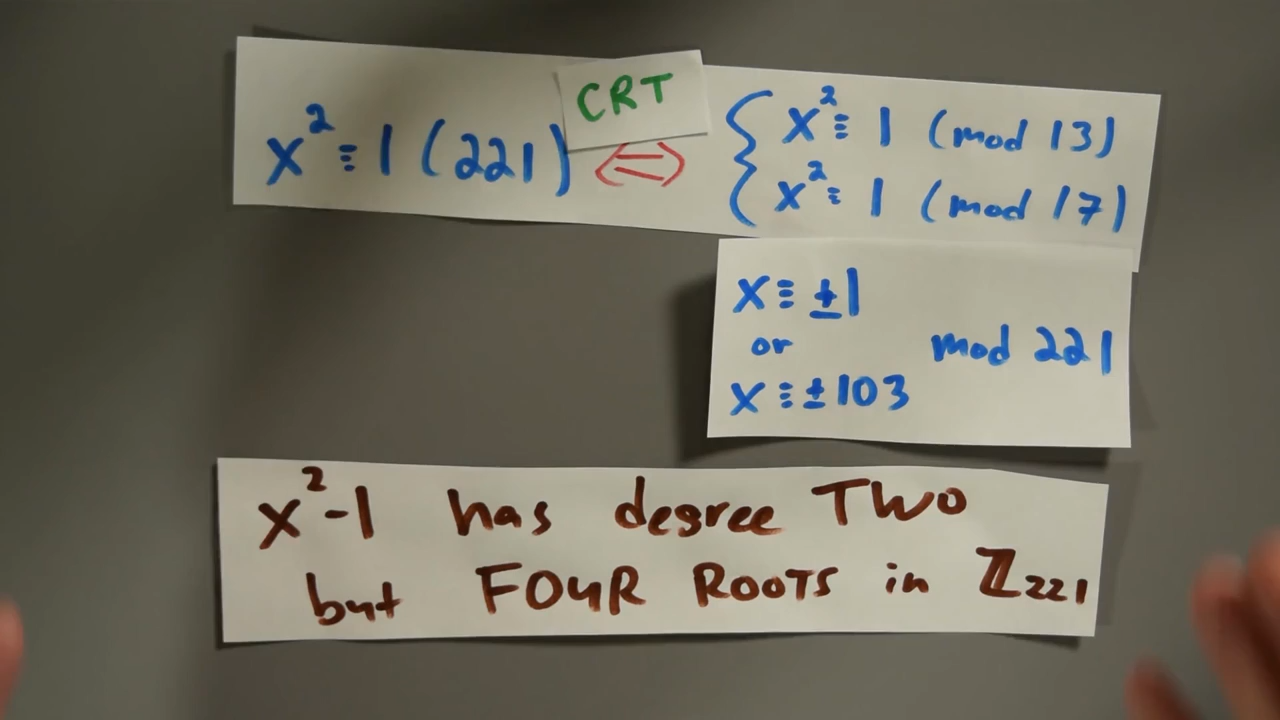 CRT
x² ≡ 1 (221) ⇔ { x² ≡ 1 (mod 13)
x² ≡ 1 (mod 17)
x ≡ ±1
or mod 221
x ≡ ±103
x²-1 has degree TWO
but FOUR ROOTS in ℤ₂₂₁